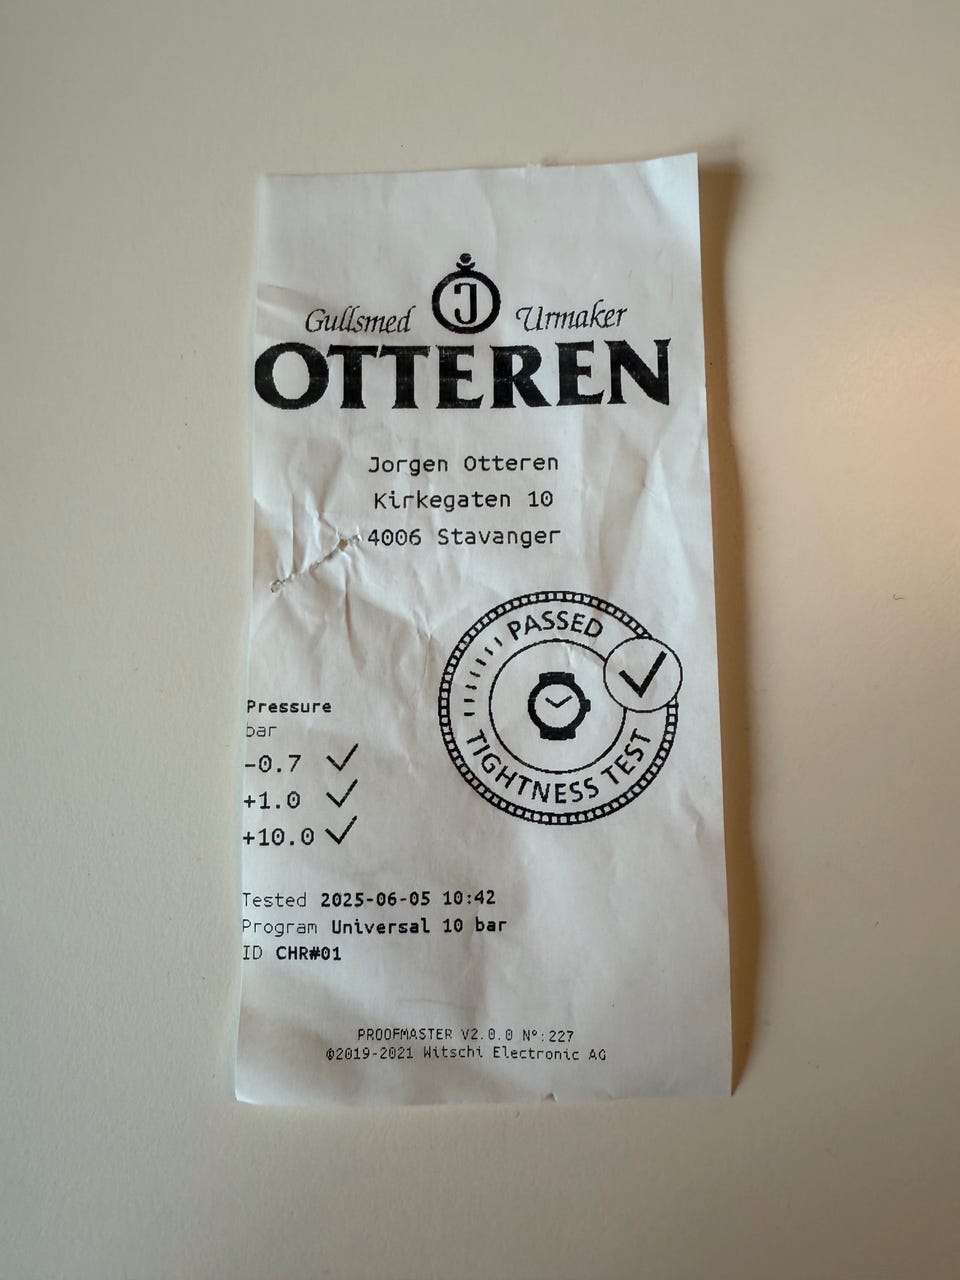 J
Gullsmed Urmaker
OTTEREN
Jorgen Otteren
Kirkegaten 10
4006 Stavanger
PASSED
TIGHTNESS TEST
Pressure
bar
-0.7 ✓
+1.0 ✓
+10.0 ✓
Tested 2025-06-05 10:42
Program Universal 10 bar
ID CHR#01
PROOFMASTER V2.0.0 N°:227
©2019-2021 Witschi Electronic AG